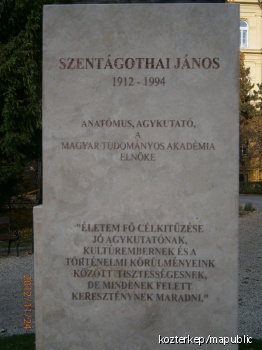 SZENTÁGOTHAI JÁNOS
1912 - 1994
ANATÓMUS, AGYKUTATÓ,
A
MAGYAR TUDOMÁNYOS AKADÉMIA
ELNÖKE
"ÉLETEM FŐ CÉLKITŰZÉSE
JÓ AGYKUTATÓNAK,
KULTÚREMBERNEK ÉS A
TÖRTÉNELMI KÖRÜLMÉNYEINK
KÖZÖTT TISZTESSÉGESNEK,
DE MINDENEK FELETT
KERESZTÉNYNEK MARADNI."
kozterkep/mapublic